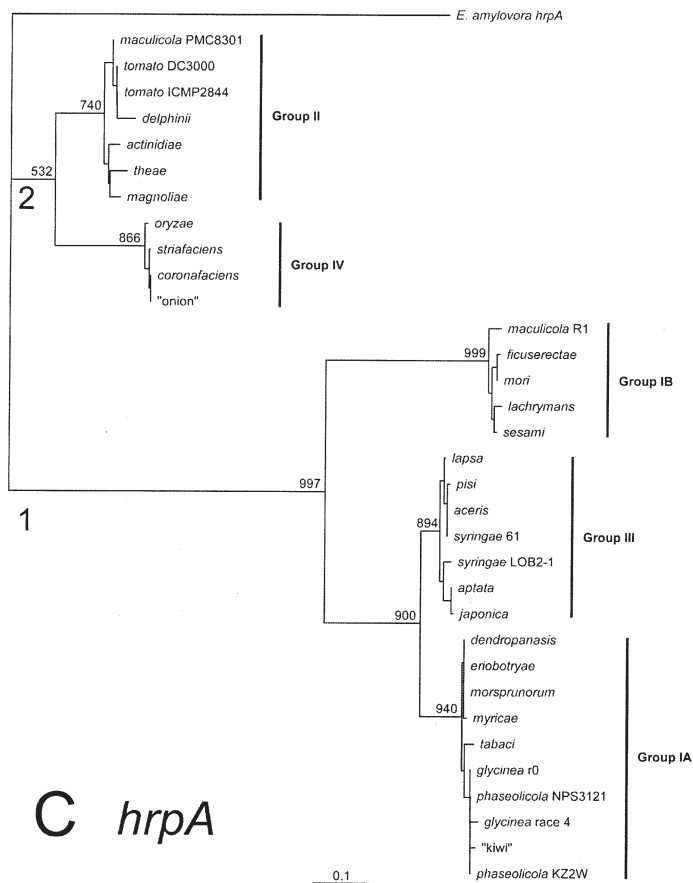 E. amylovora hrpA
maculicola PMC8301
tomato DC3000
tomato ICMP2844
740
Group II
delphinii
actinidiae
532
theae
2
magnoliae
oryzae
866
striafaciens
Group IV
coronafaciens
"onion"
maculicola R1
999
ficuserectae
mori
Group IB
lachrymans
sesami
lapsa
997
pisi
aceris
1
894
syringae 61
Group III
syringae LOB2-1
aptata
900
japonica
dendropanasis
eriobotryae
morsprunorum
940
myricae
tabaci
Group IA
glycinea r0
phaseolicola NPS3121
C hrpA
glycinea race 4
"kiwi"
phaseolicola KZ2W
0.1